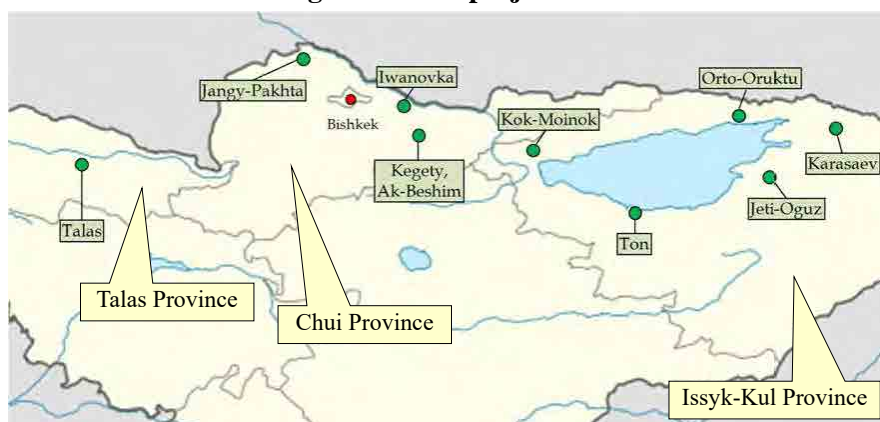 Jangy-Pakhta
Iwanovka
Orto-Oruktu
Bishkek
Kok-Moinok
Kegety,
Ak-Beshim
Karasaev
Talas
Jeti-Oguz
Ton
Talas Province
Chui Province
Issyk-Kul Province